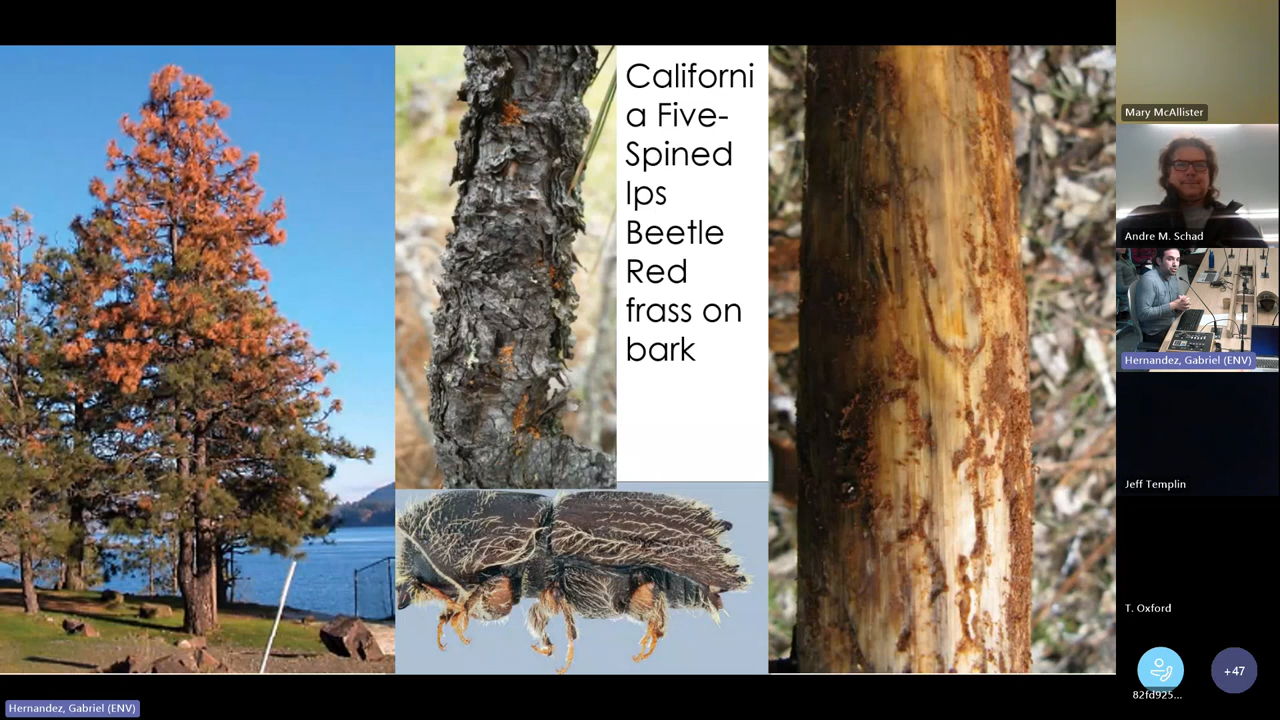 Californi
a Five-
Spined
Ips
Beetle
Red
frass on
bark
Mary McAllister
Andre M. Schad
Hernandez, Gabriel (ENV)
Jeff Templin
T. Oxford
82fd925...
+47
Hernandez, Gabriel (ENV)